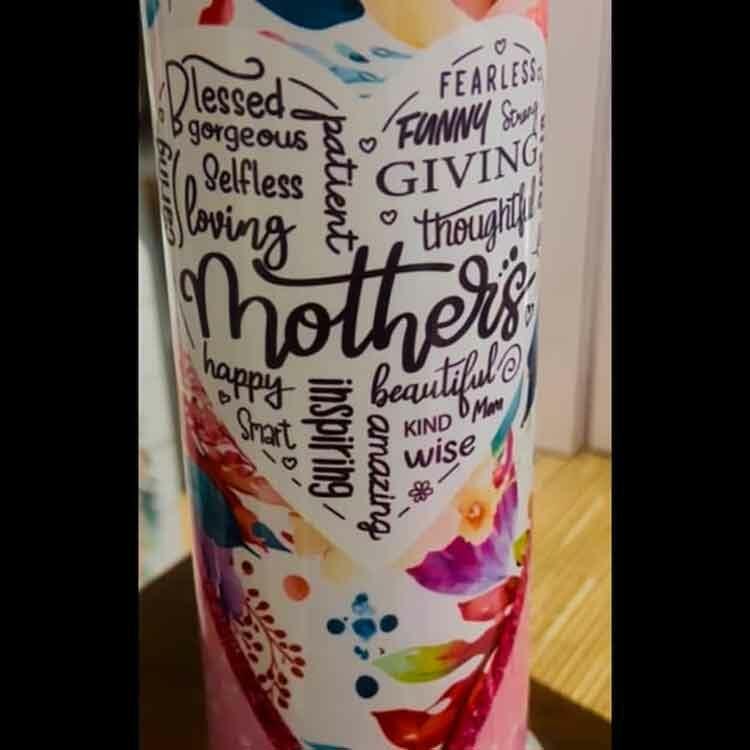 Blessed
gorgeous
Selfless
loving
caring
patient
FEARLESS
FUNNY Strong
GIVING
thoughtful
Mothers
happy
Smart
inspiring
amazing
beautiful
Mom
KIND
wise